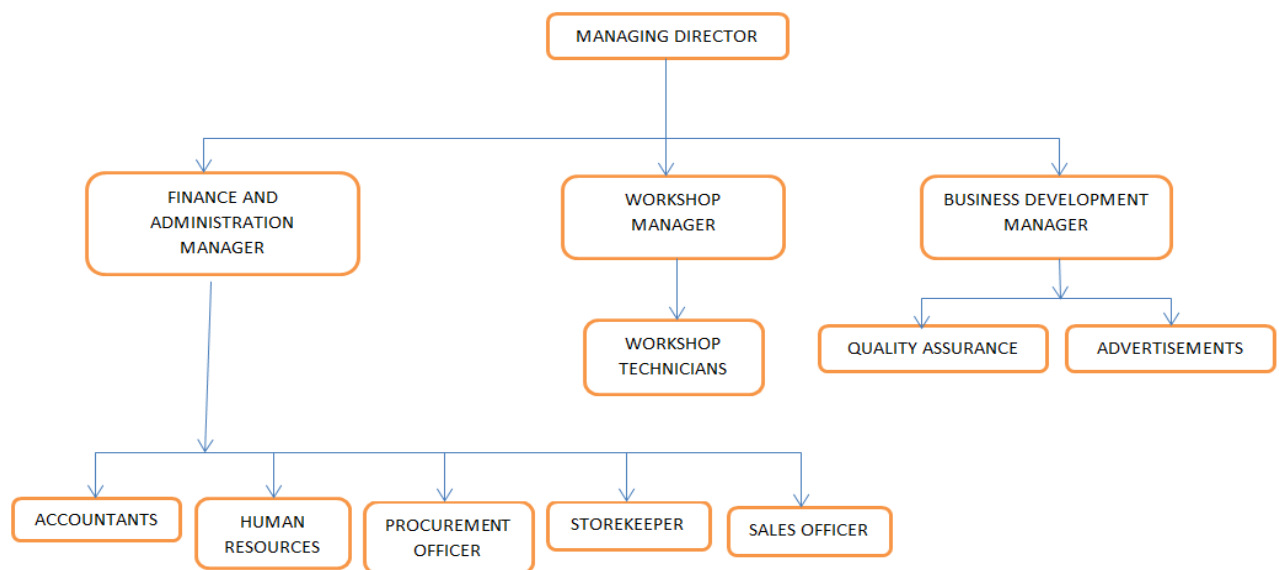 MANAGING DIRECTOR
FINANCE AND
ADMINISTRATION
MANAGER
WORKSHOP
MANAGER
BUSINESS DEVELOPMENT
MANAGER
WORKSHOP
TECHNICIANS
QUALITY ASSURANCE
ADVERTISEMENTS
ACCOUNTANTS
HUMAN
RESOURCES
PROCUREMENT
OFFICER
STOREKEEPER
SALES OFFICER